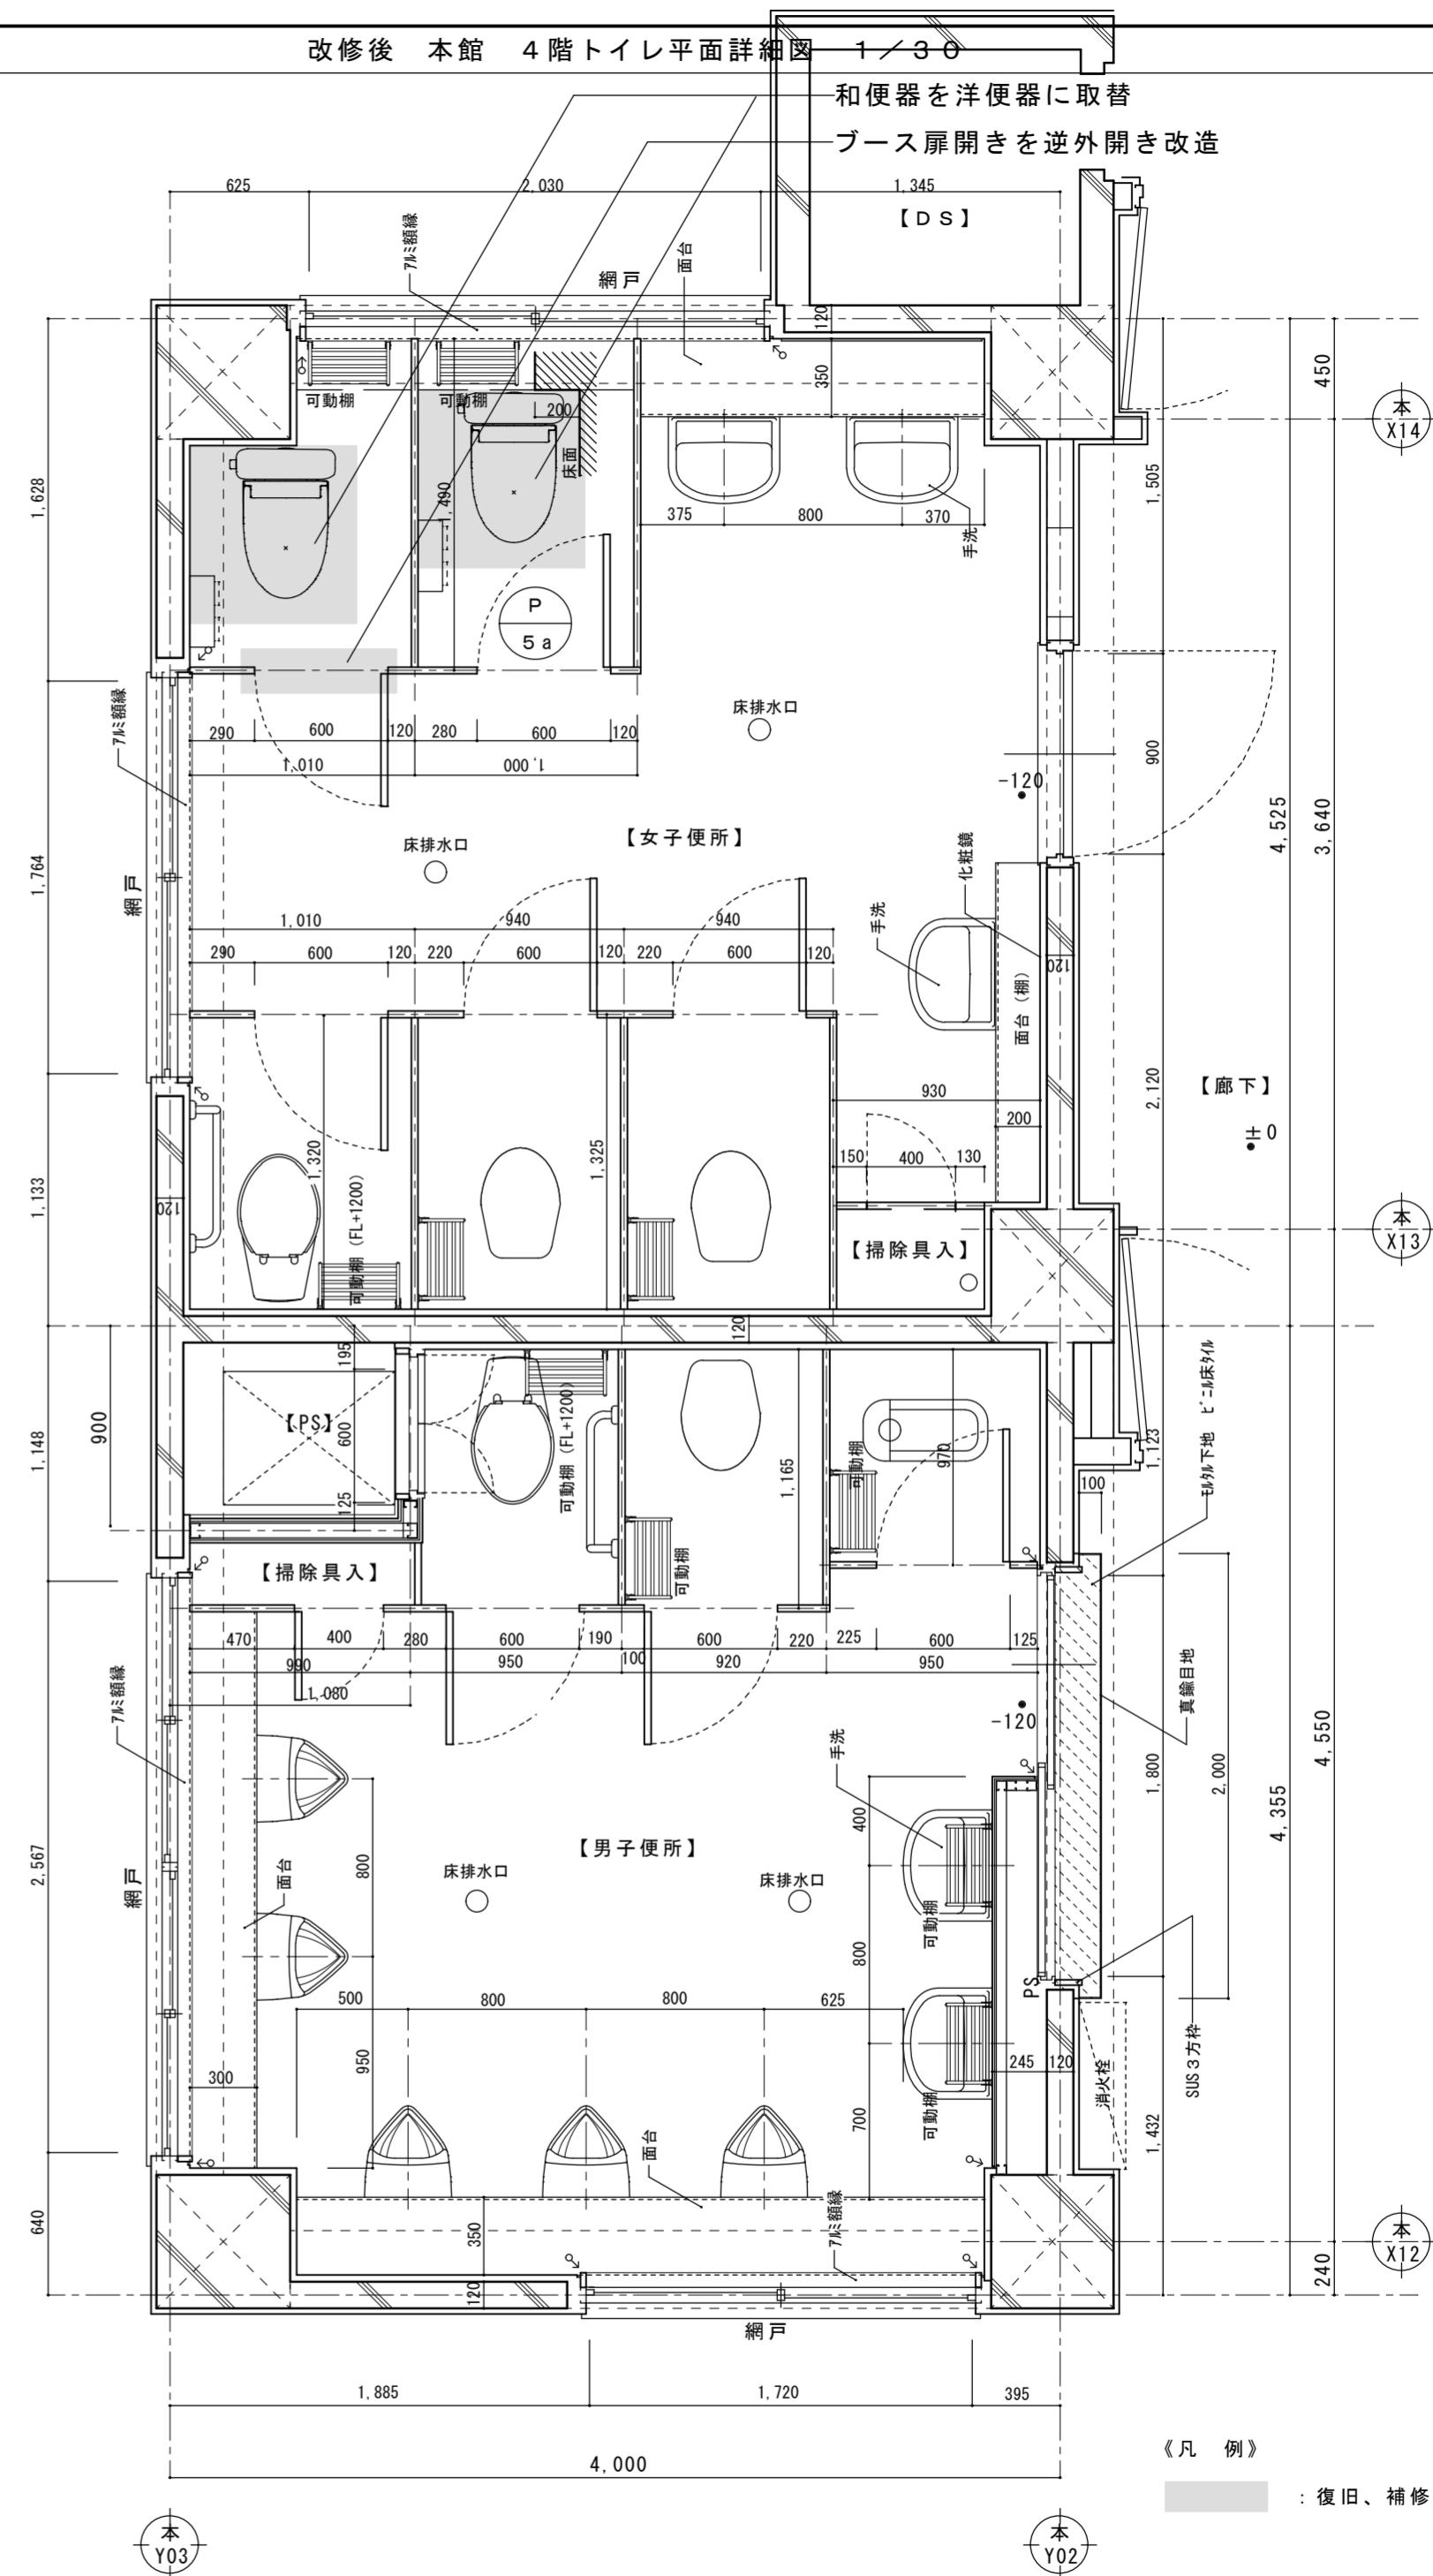 改修後　本館　４階トイレ平面詳細図　１／３０
和便器を洋便器に取替
ブース扉開きを逆外開き改造
625
2,030
1,345
【ＤＳ】
ｱﾙﾐ額縁
網戸
面台
120
350
450
本
X14
可動棚
可動棚
200
床面
1,490
375
800
370
手洗
1,628
1,505
P
5a
ｱﾙﾐ額縁
290
600
120
280
600
120
1,010
1,000
床排水口
-120
900
4,525
3,640
【女子便所】
床排水口
化粧鏡
1,764
網戸
1,010
940
940
290
600
120
220
600
120
220
600
120
手洗
120
面台（棚）
2,120
【廊下】
±0
930
200
150
400
130
1,320
1,325
1,133
120
可動棚（FL+1200）
【掃除具入】
本
X13
120
195
900
【PS】
600
125
1,148
可動棚（FL+1200）
1,165
可動棚
可動棚
970
1,123
100
ﾓﾙﾀﾙ下地　ﾋﾞﾆﾙ床ﾀｲﾙ
【掃除具入】
470
400
280
600
190
600
220
225
600
125
990
950
100
920
950
1,080
ｱﾙﾐ額縁
-120
真鍮目地
4,550
4,355
手洗
400
1,800
2,000
【男子便所】
800
面台
床排水口
床排水口
2,567
網戸
可動棚
800
500
800
800
625
950
PS
300
245
120
消火栓
SUS３方枠
可動棚
700
1,432
面台
ｱﾙﾐ額縁
640
350
120
240
本
X12
網戸
1,885
1,720
395
4,000
《凡　例》
：復旧、補修
本
Y03
本
Y02